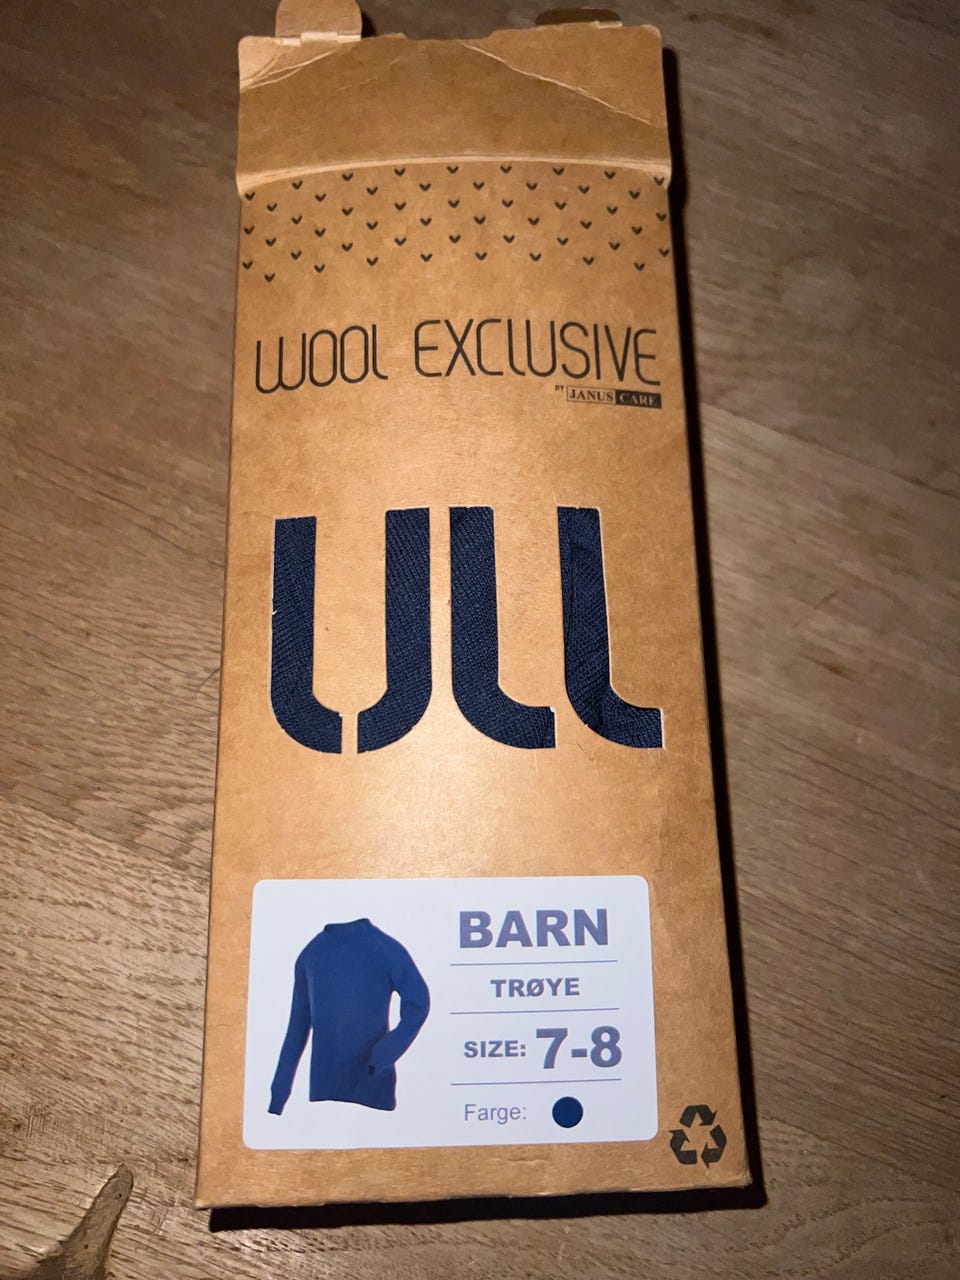 WOOL EXCLUSIVE
BY JANUS CARE
ULL
BARN
TRØYE
SIZE: 7-8
Farge: